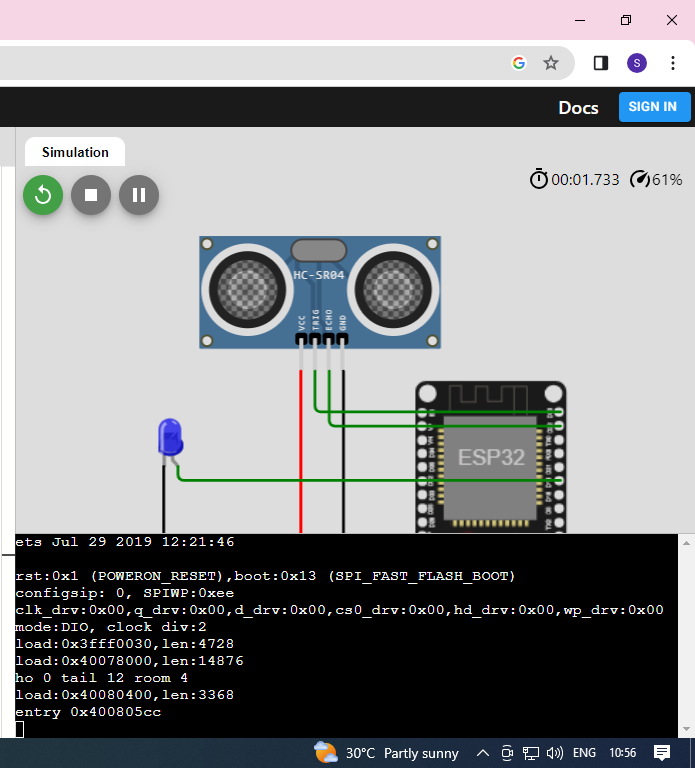 S
Docs
SIGN IN
Simulation
00:01.733
61%
HC-SR04
VCC
TRIG
ECHO
GND
ESP32
ets Jul 29 2019 12:21:46
rst:0x1 (POWERON_RESET),boot:0x13 (SPI_FAST_FLASH_BOOT)
configsip: 0, SPIWP:0xee
clk_drv:0x00,q_drv:0x00,d_drv:0x00,cs0_drv:0x00,hd_drv:0x00,wp_drv:0x00
mode:DIO, clock div:2
load:0x3fff0030,len:4728
load:0x40078000,len:14876
ho 0 tail 12 room 4
load:0x40080400,len:3368
entry 0x400805cc
30°C Partly sunny
ENG
10:56